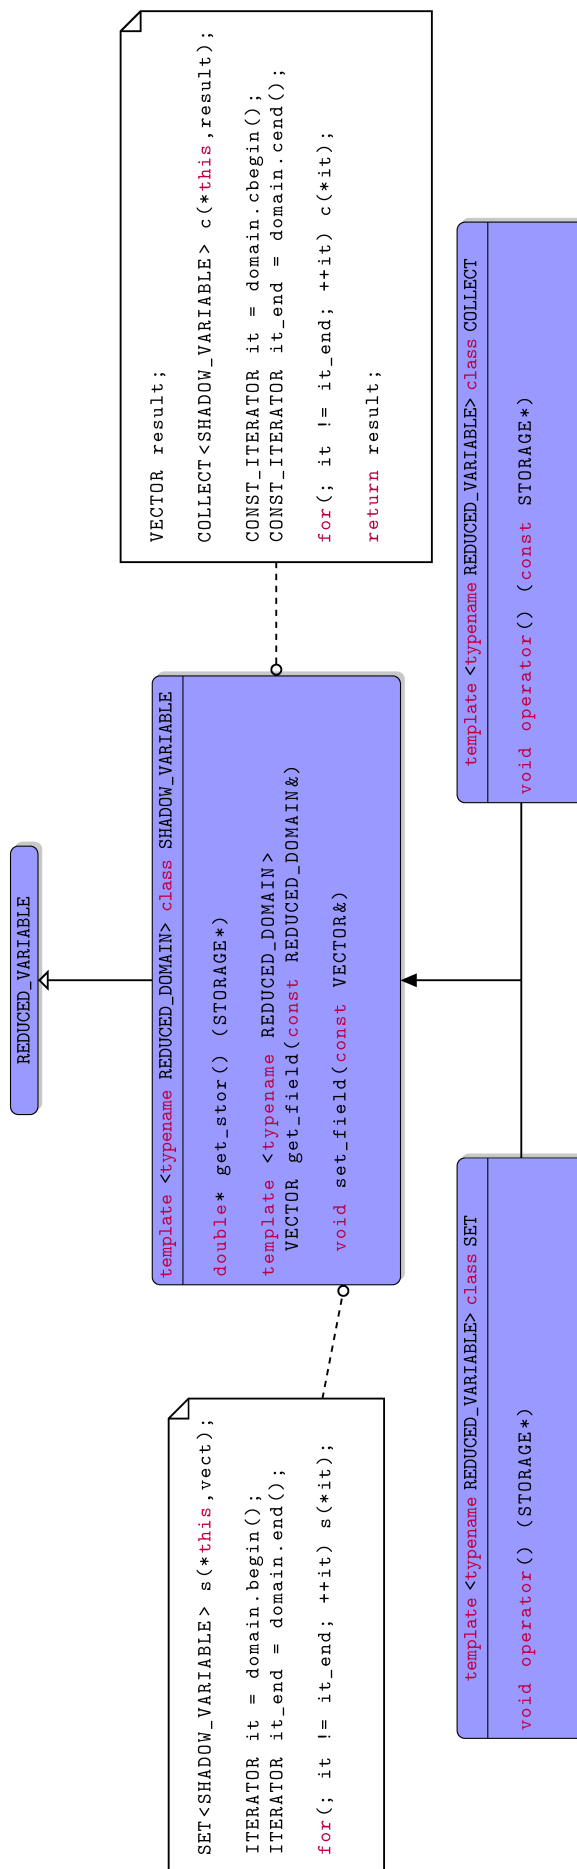 REDUCED_VARIABLE
SET<SHADOW_VARIABLE> s(*this,vect);
ITERATOR it = domain.begin();
ITERATOR it_end = domain.end();
for(; it != it_end; ++it) s(*it);
template <typename REDUCED_DOMAIN> class SHADOW_VARIABLE
double* get_stor() (STORAGE*)
template <typename REDUCED_DOMAIN>
VECTOR get_field(const REDUCED_DOMAIN&)
void set_field(const VECTOR&)
VECTOR result;
COLLECT<SHADOW_VARIABLE> c(*this,result);
CONST_ITERATOR it = domain.cbegin();
CONST_ITERATOR it_end = domain.cend();
for(; it != it_end; ++it) c(*it);
return result;
template <typename REDUCED_VARIABLE> class SET
void operator() (STORAGE*)
template <typename REDUCED_VARIABLE> class COLLECT
void operator() (const STORAGE*)